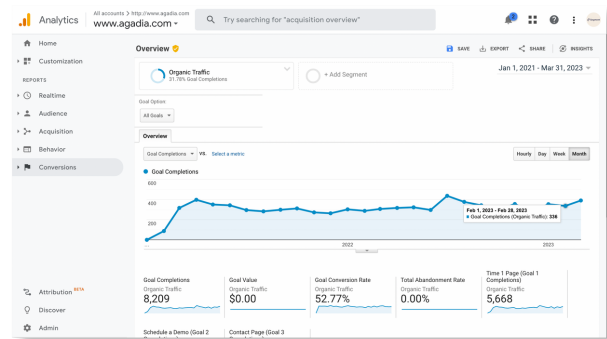 Analytics
All accounts > http://www.agadia.com
www.agadia.com
Try searching for "acquisition overview"
Home
Customization
REPORTS
Realtime
Audience
Acquisition
Behavior
Conversions
Attribution BETA
Discover
Admin
Overview
SAVE
EXPORT
SHARE
INSIGHTS
Organic Traffic
31.78% Goal Completions
+ Add Segment
Jan 1, 2021 - Mar 31, 2023
Goal Option
All Goals
Overview
Goal Completions VS. Select a metric
Hourly Day Week Month
Goal Completions
600
400
200
...
2022
2023
Feb 1, 2023 - Feb 28, 2023
Goal Completions (Organic Traffic): 336
Goal Completions
Organic Traffic
8,209
Goal Value
Organic Traffic
$0.00
Goal Conversion Rate
Organic Traffic
52.77%
Total Abandonment Rate
Organic Traffic
0.00%
Time 1 Page (Goal 1
Completions)
Organic Traffic
5,668
Schedule a Demo (Goal 2
Contact Page (Goal 3